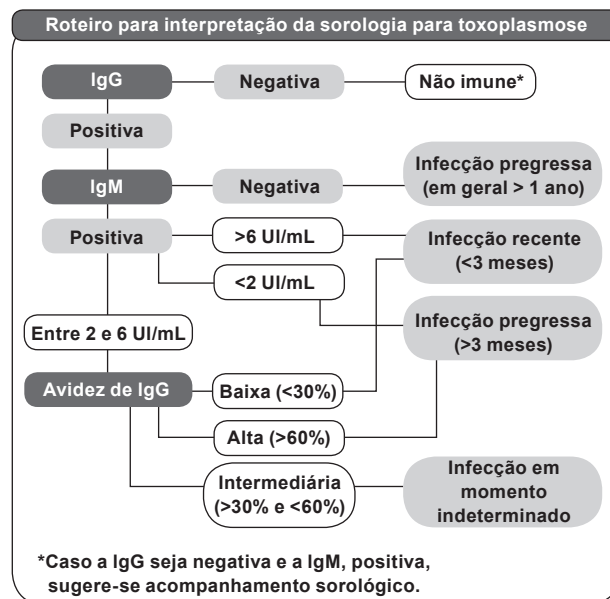 Roteiro para interpretação da sorologia para toxoplasmose
IgG
Negativa
Não imune*
Positiva
IgM
Negativa
Infecção pregressa
(em geral > 1 ano)
Positiva
>6 UI/mL
Infecção recente
(<3 meses)
<2 UI/mL
Infecção pregressa
(>3 meses)
Entre 2 e 6 UI/mL
Avidez de IgG
Baixa (<30%)
Alta (>60%)
Intermediária
(>30% e <60%)
Infecção em
momento
indeterminado
*Caso a IgG seja negativa e a IgM, positiva,
sugere-se acompanhamento sorológico.